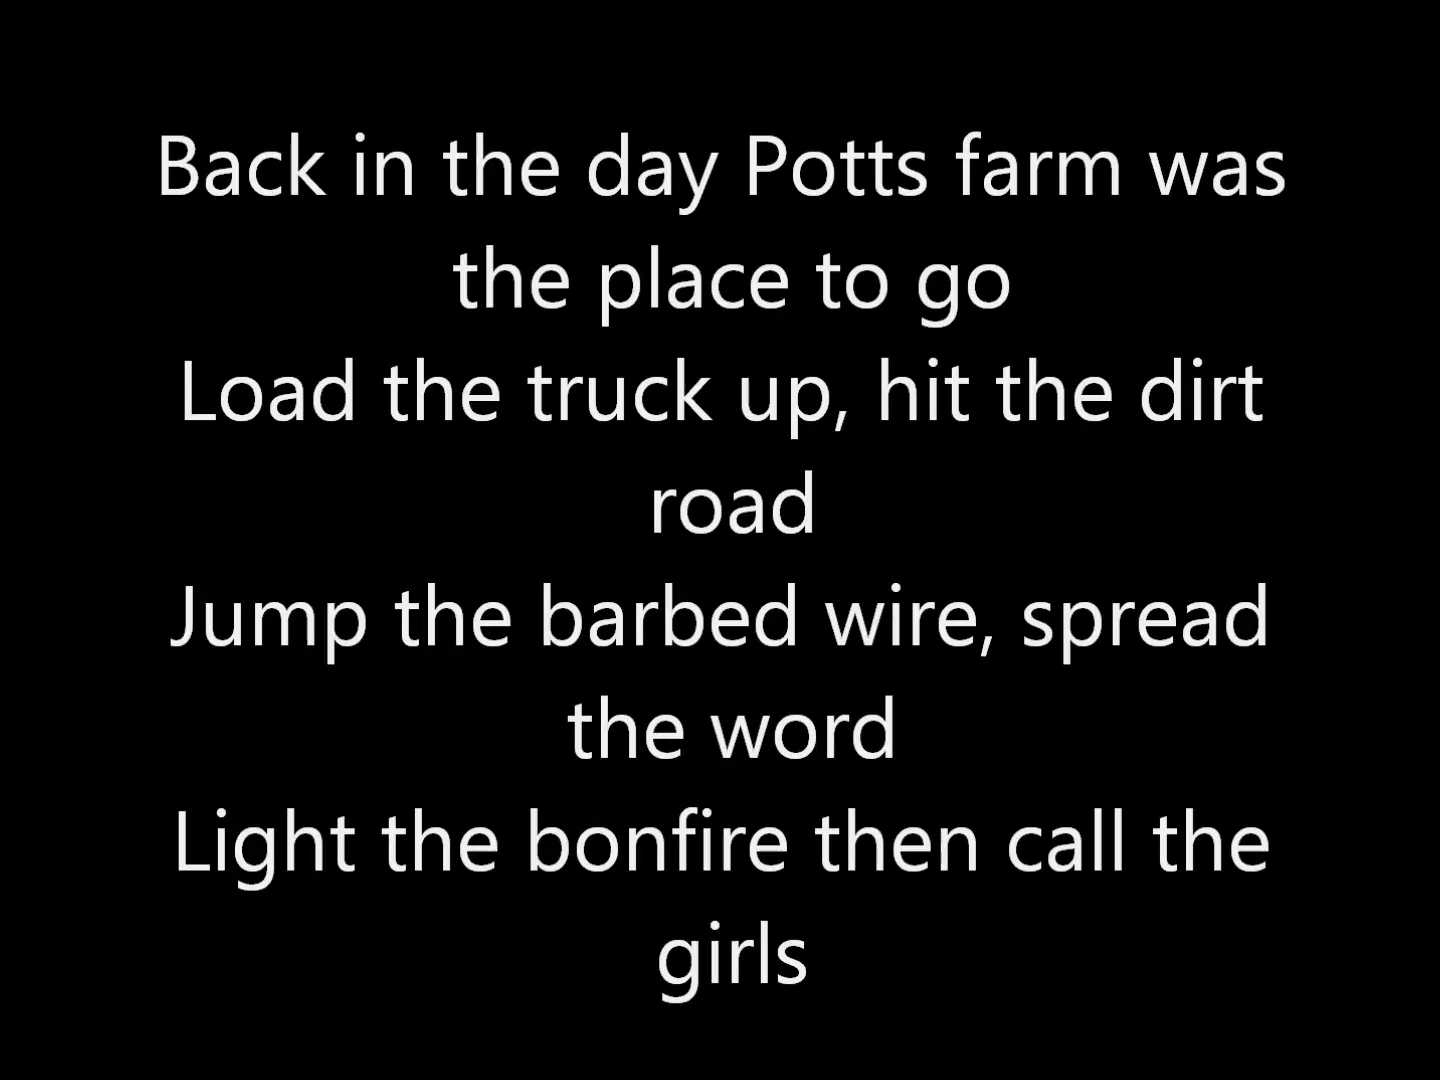 Back in the day Potts farm was
the place to go
Load the truck up, hit the dirt
road
Jump the barbed wire, spread
the word
Light the bonfire then call the
girls